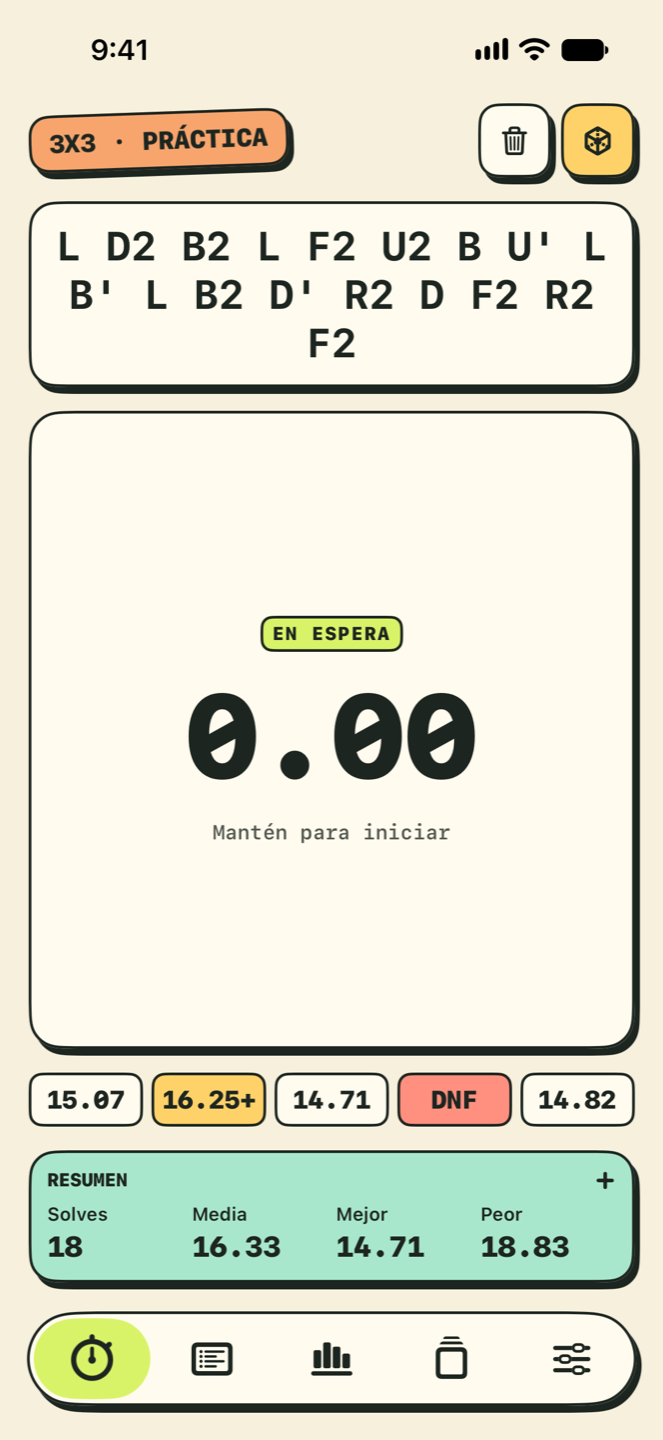 9:41
3X3 · PRÁCTICA
L D2 B2 L F2 U2 B U' L
B' L B2 D' R2 D F2 R2
F2
EN ESPERA
0.00
Mantén para iniciar
15.07 16.25+ 14.71 DNF 14.82
RESUMEN +
Solves Media Mejor Peor
18 16.33 14.71 18.83